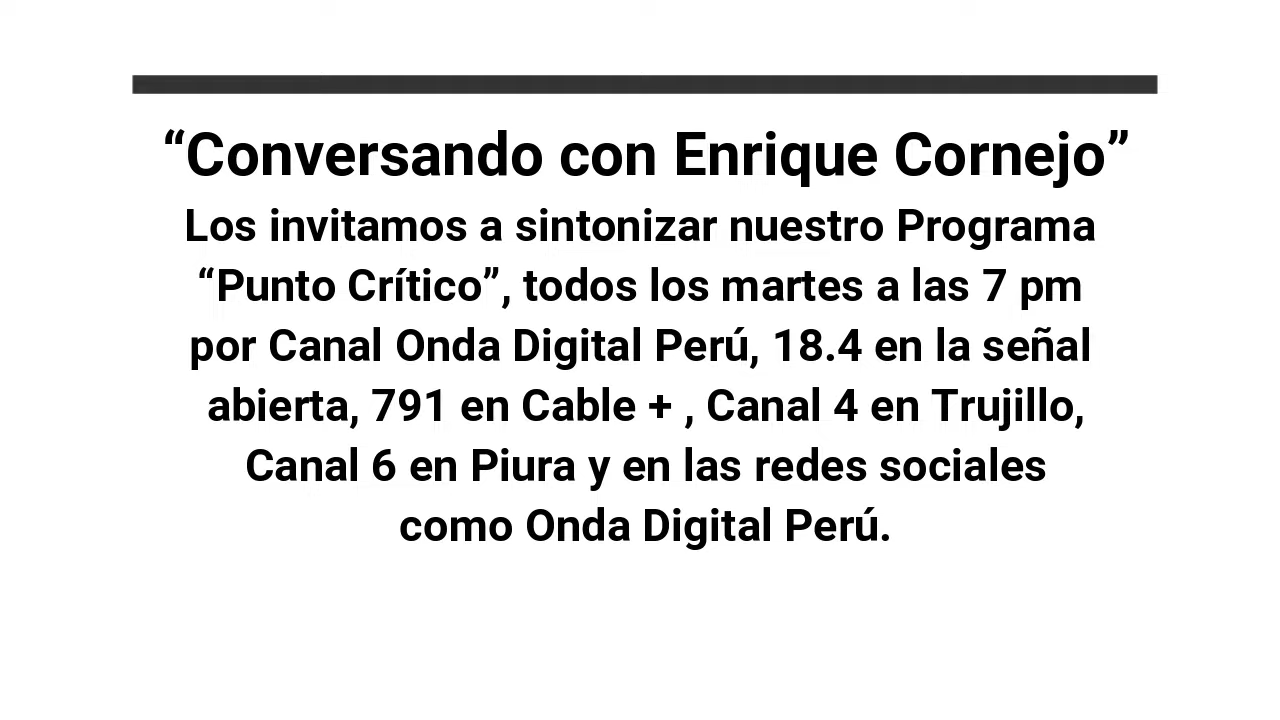 “Conversando con Enrique Cornejo”
Los invitamos a sintonizar nuestro Programa
“Punto Crítico”, todos los martes a las 7 pm
por Canal Onda Digital Perú, 18.4 en la señal
abierta, 791 en Cable + , Canal 4 en Trujillo,
Canal 6 en Piura y en las redes sociales
como Onda Digital Perú.